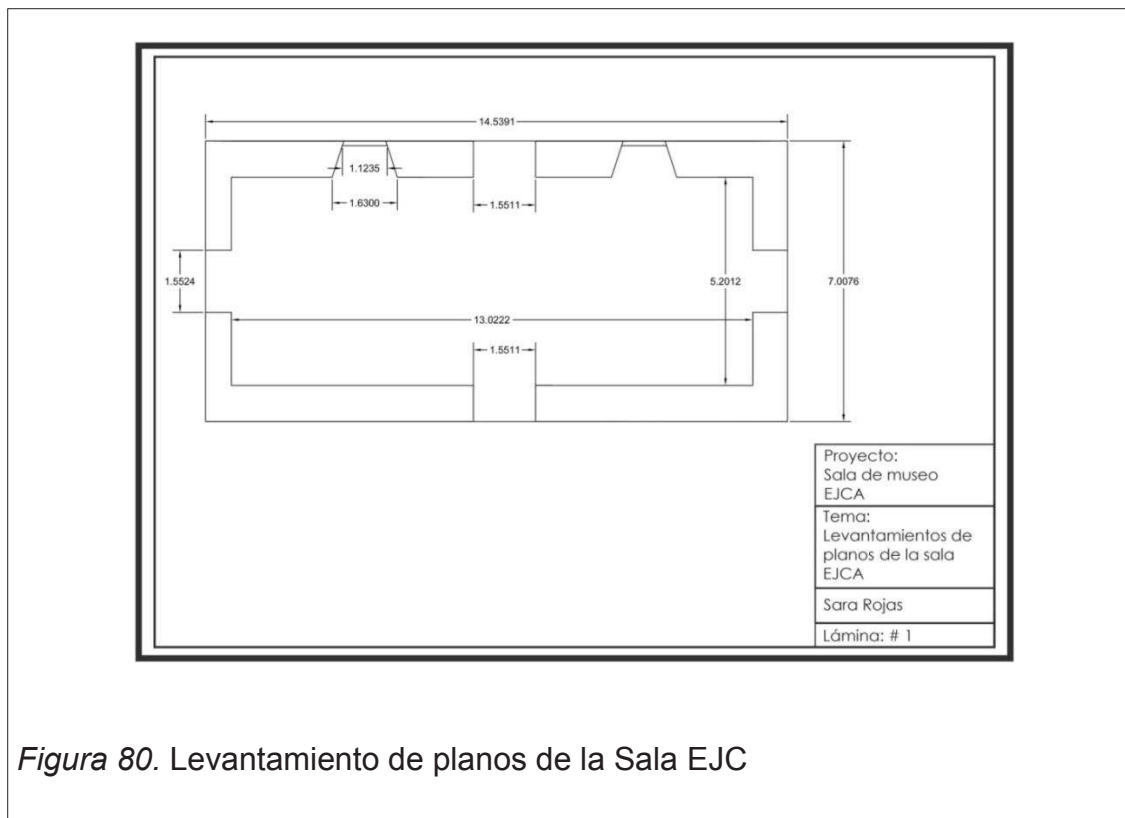 14.5391
1.1235
1.6300
1.5511
1.5524
5.2012
7.0076
13.0222
1.5511
Proyecto:
Sala de museo
EJCA
Tema:
Levantamientos de
planos de la sala
EJCA
Sara Rojas
Lámina: # 1
Figura 80. Levantamiento de planos de la Sala EJC